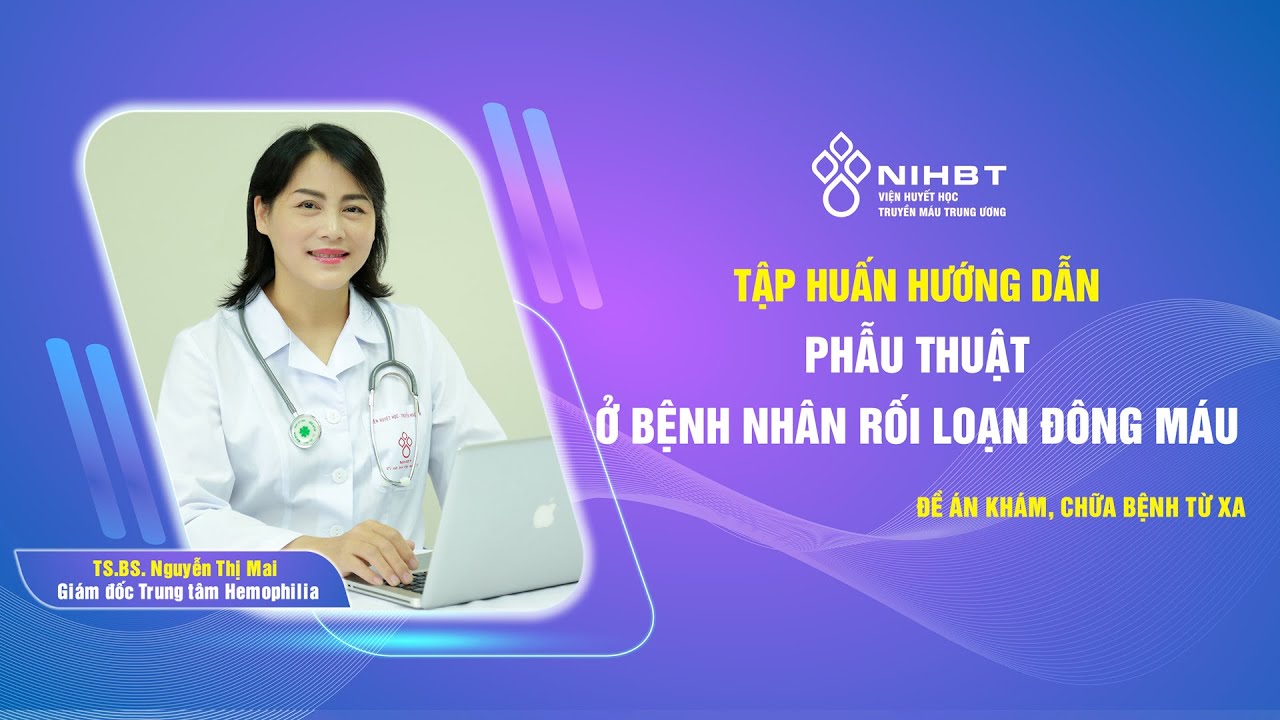 NIHBT
VIỆN HUYẾT HỌC
TRUYỀN MÁU TRUNG ƯƠNG
TẬP HUẤN HƯỚNG DẪN
PHẪU THUẬT
Ở BỆNH NHÂN RỐI LOẠN ĐÔNG MÁU
ĐỀ ÁN KHÁM, CHỮA BỆNH TỪ XA
TS.BS. Nguyễn Thị Mai
Giám đốc Trung tâm Hemophilia
NIHBT